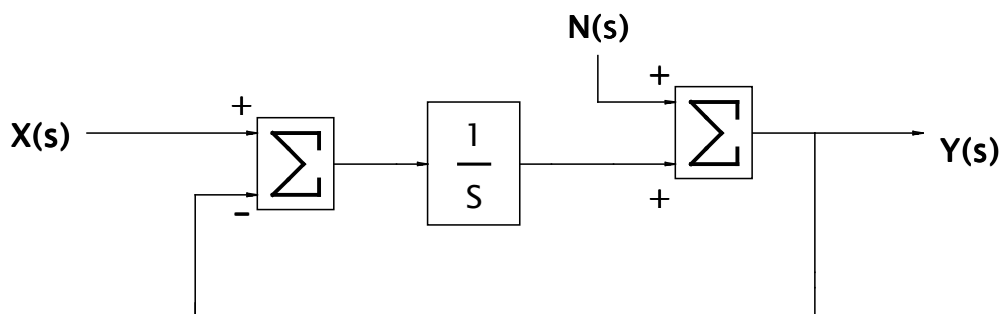 N(s)
+
+
X(s)
∑
1
S
∑
Y(s)
+
-